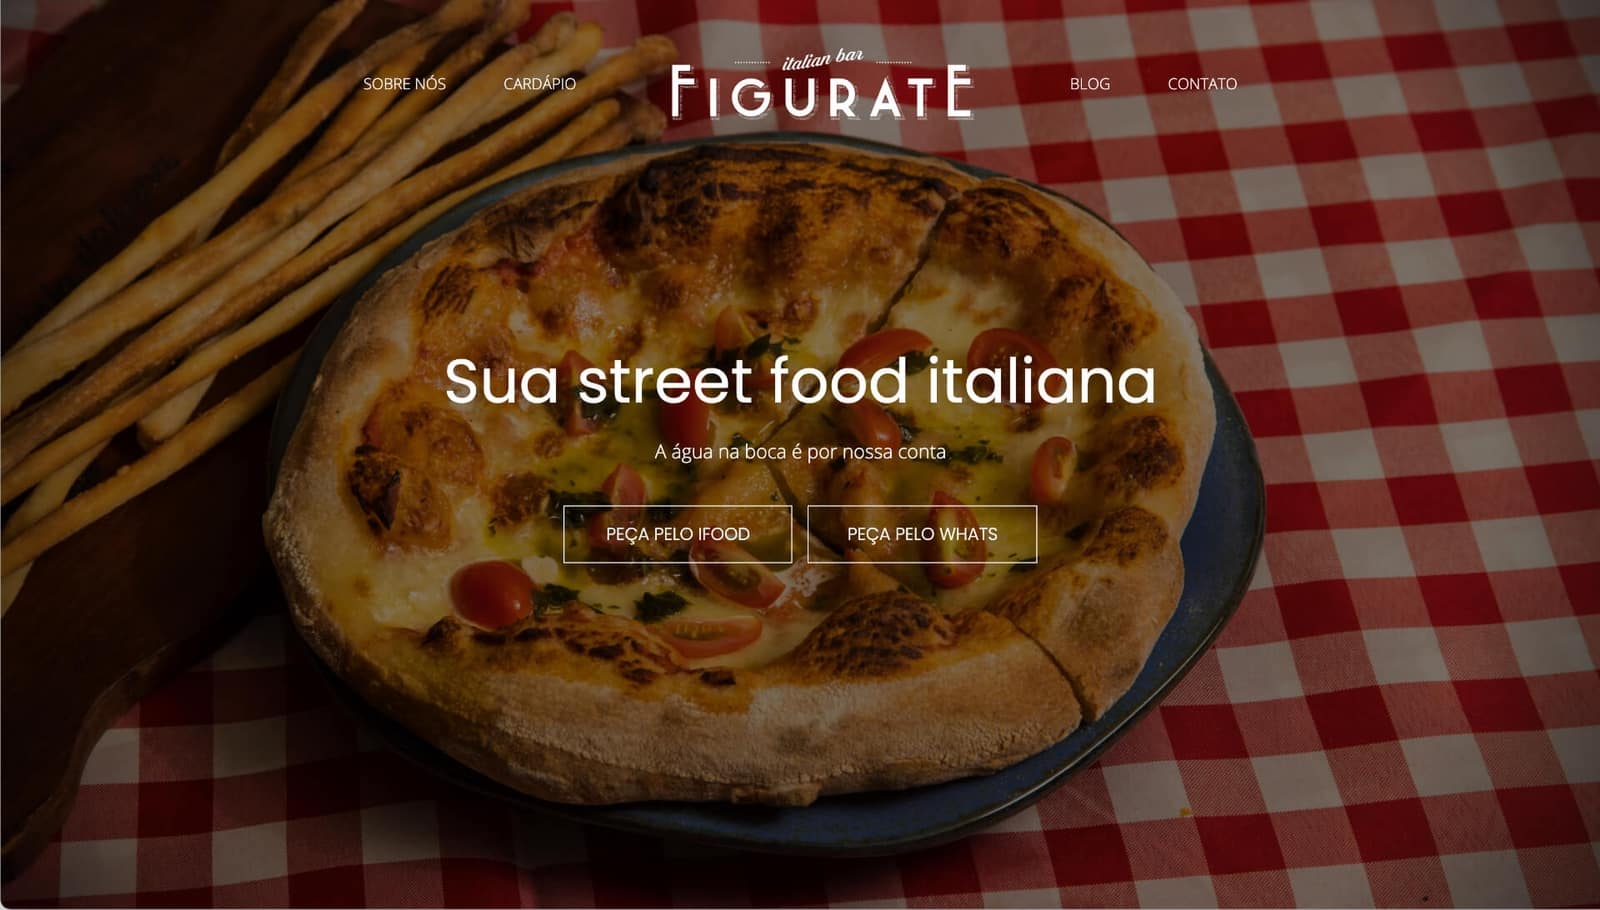 SOBRE NÓS
CARDÁPIO
italian bar
FIGURATE
BLOG
CONTATO
Sua street food italiana
A água na boca é por nossa conta
PEÇA PELO IFOOD
PEÇA PELO WHATS